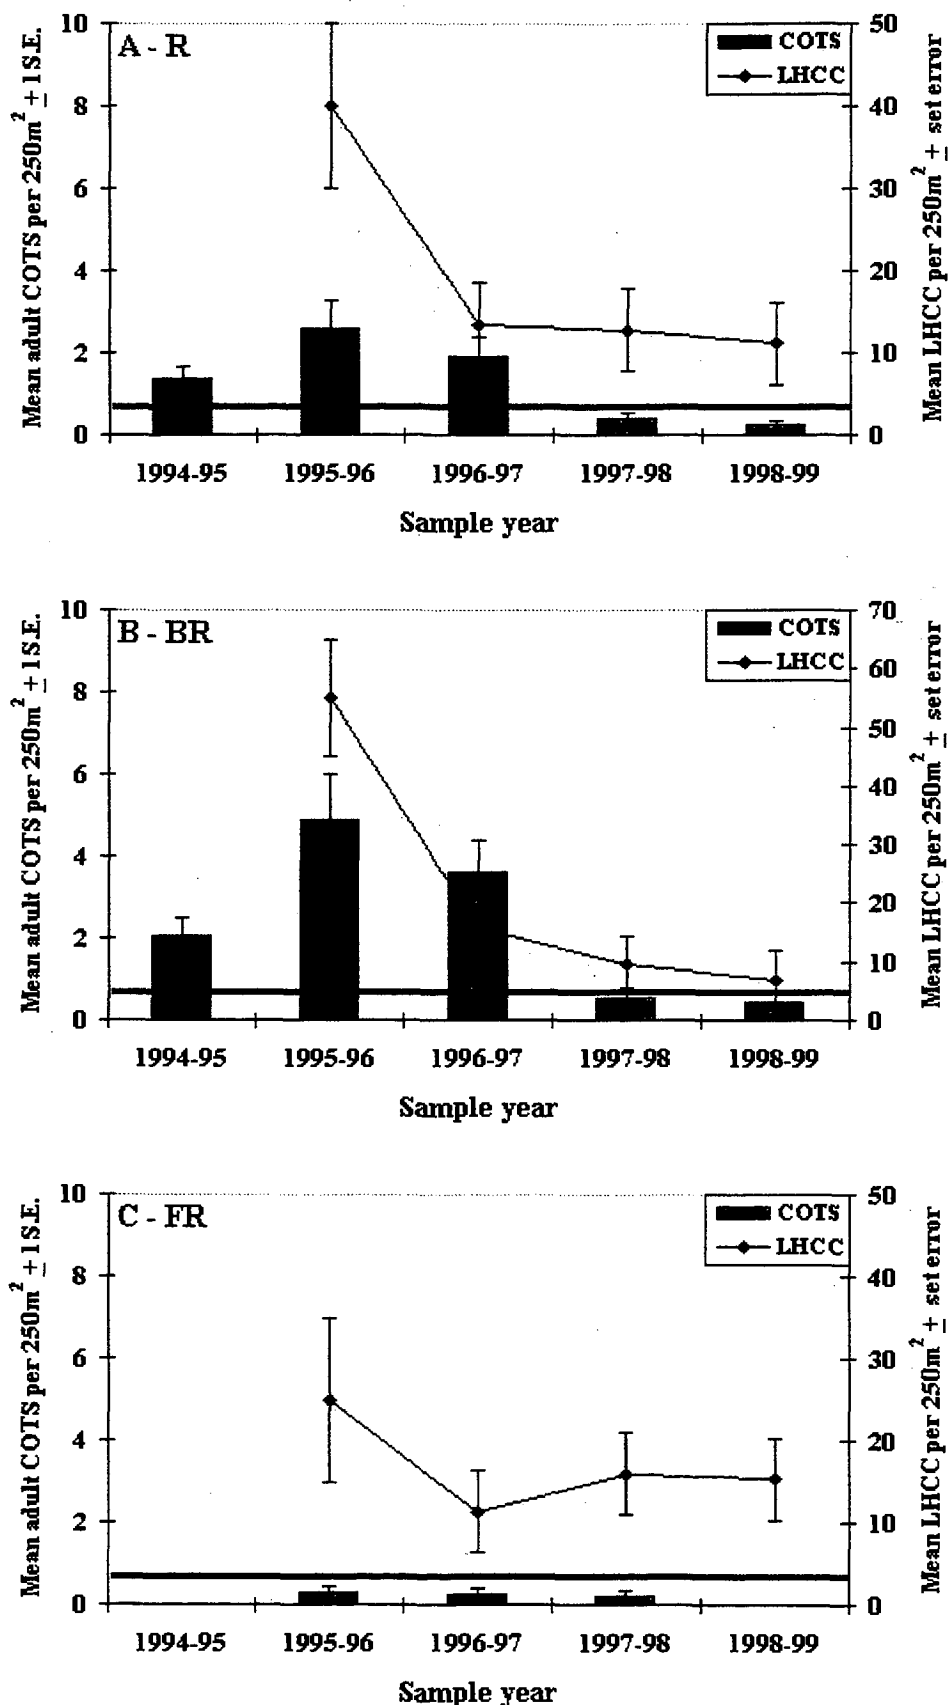 A - R
COTS
LHCC
Mean adult COTS per 250m² ± 1S.E.
10
8
6
4
2
0
Mean LHCC per 250m² ± set error
50
40
30
20
10
0
1994-95 1995-96 1996-97 1997-98 1998-99
Sample year
B - BR
COTS
LHCC
Mean adult COTS per 250m² ± 1S.E.
10
8
6
4
2
0
Mean LHCC per 250m² ± set error
70
60
50
40
30
20
10
0
1994-95 1995-96 1996-97 1997-98 1998-99
Sample year
C - FR
COTS
LHCC
Mean adult COTS per 250m² ± 1S.E.
10
8
6
4
2
0
Mean LHCC per 250m² ± set error
50
40
30
20
10
0
1994-95 1995-96 1996-97 1997-98 1998-99
Sample year